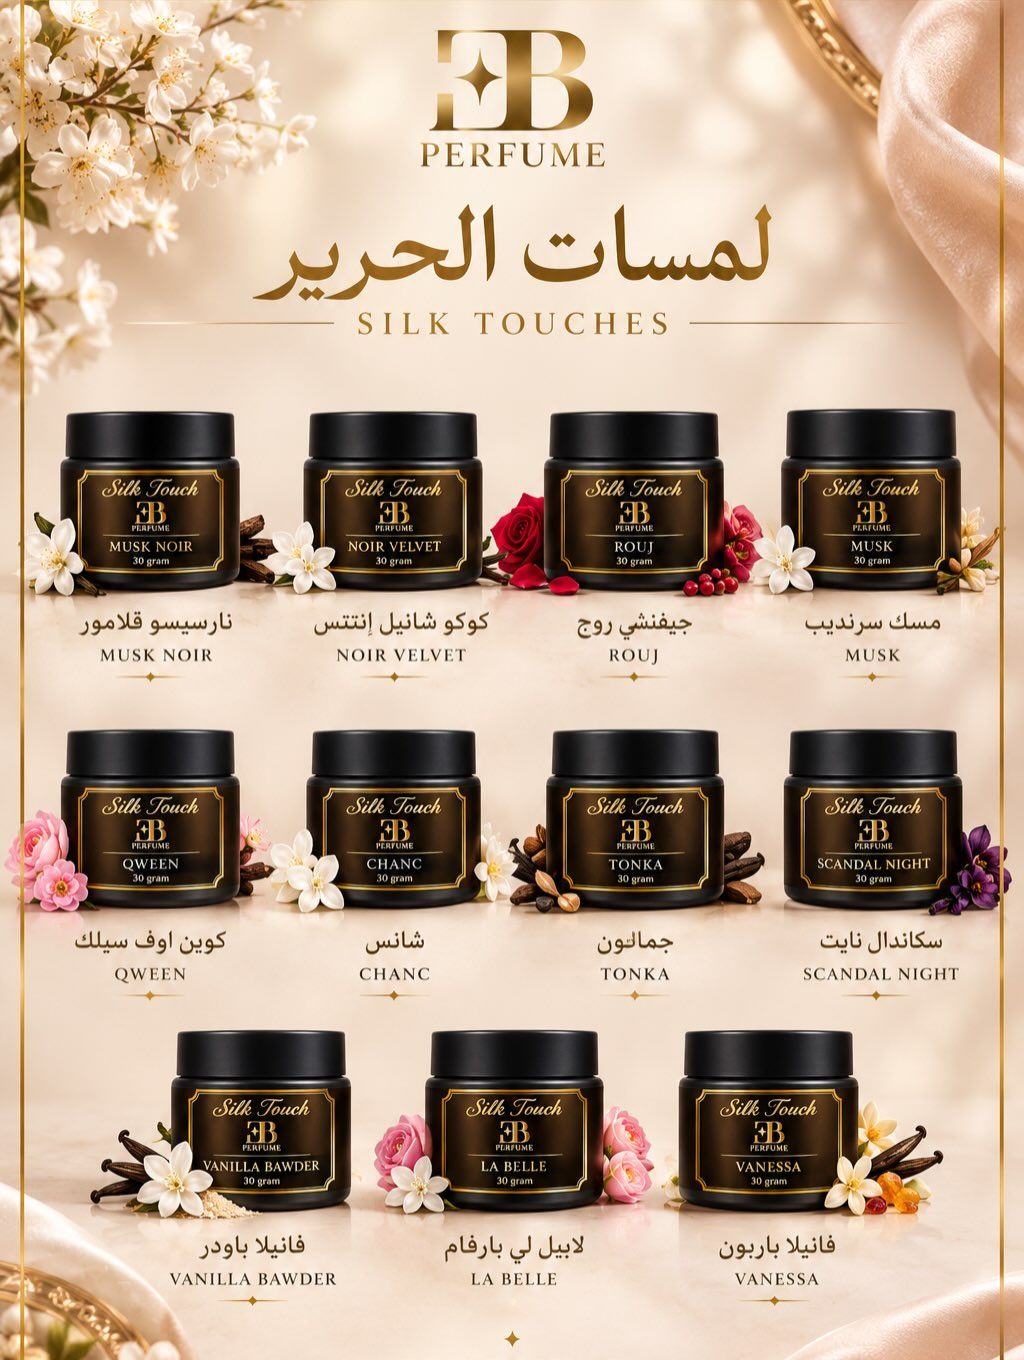 EB
PERFUME
لمسات الحرير
SILK TOUCHES
Silk Touch
EB
PERFUME
MUSK NOIR
30 gram
Silk Touch
EB
PERFUME
NOIR VELVET
30 gram
Silk Touch
EB
PERFUME
ROUJ
30 gram
Silk Touch
EB
PERFUME
MUSK
30 gram
نارسيسو قلامور
MUSK NOIR
كوكو شانيل إنتتس
NOIR VELVET
جيفنشي روج
ROUJ
مسك سرنديب
MUSK
Silk Touch
EB
PERFUME
QWEEN
30 gram
Silk Touch
EB
PERFUME
CHANC
30 gram
Silk Touch
EB
PERFUME
TONKA
30 gram
Silk Touch
EB
PERFUME
SCANDAL NIGHT
30 gram
كوين اوف سيلك
QWEEN
شانس
CHANC
TONKA
سكاندال نايت
SCANDAL NIGHT
Silk Touch
EB
PERFUME
VANILLA BAWDER
30 gram
Silk Touch
EB
PERFUME
LA BELLE
30 gram
Silk Touch
EB
PERFUME
VANESSA
30 gram
فانيلا باودر
VANILLA BAWDER
لابيل لي بارفام
LA BELLE
فانيلا باربون
VANESSA